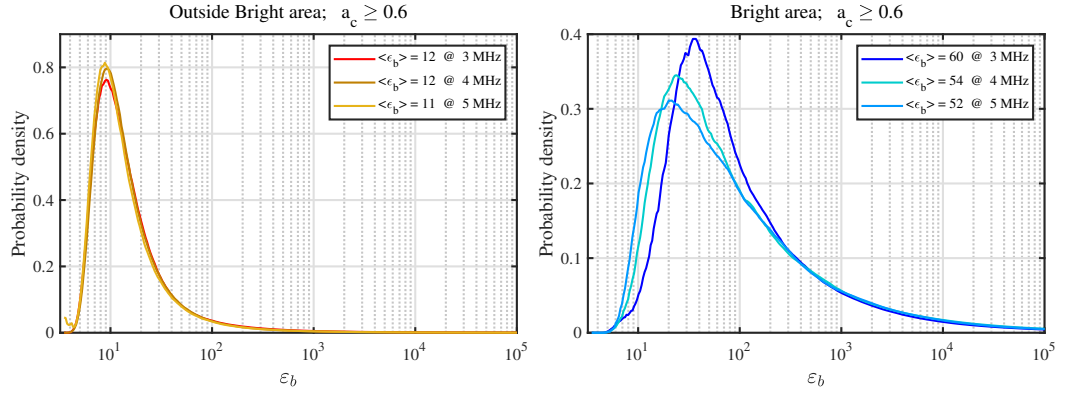 Outside Bright area; a_c ≥ 0.6
Probability density
0.8
0.6
0.4
0.2
0
10^1
10^2
10^3
10^4
10^5
ε_b
<ϵ_b> = 12 @ 3 MHz
<ϵ_b> = 12 @ 4 MHz
<ϵ_b> = 11 @ 5 MHz
Bright area; a_c ≥ 0.6
Probability density
0.4
0.3
0.2
0.1
0
10^1
10^2
10^3
10^4
10^5
ε_b
<ϵ_b> = 60 @ 3 MHz
<ϵ_b> = 54 @ 4 MHz
<ϵ_b> = 52 @ 5 MHz